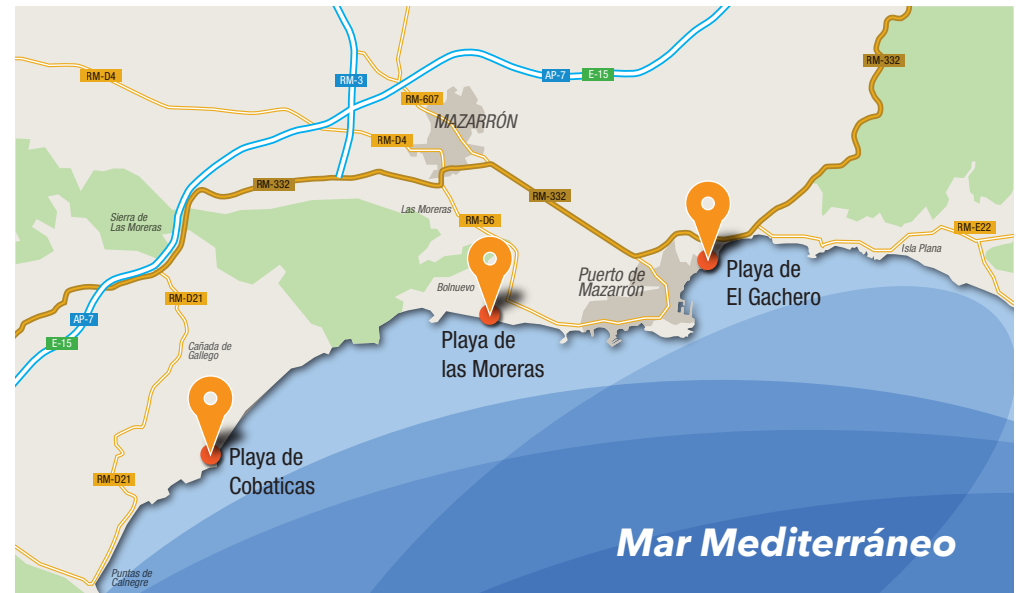 RM-332
RM-D4
RM-3
AP-7
E-15
RM-607
MAZARRÓN
RM-D4
RM-332
RM-332
Las Moreras
Sierra de
Las Moreras
RM-D6
RM-E22
Isla Plana
Puerto de
Mazarrón
Playa de
El Gachero
Bolnuevo
RM-D21
AP-7
E-15
Playa de
las Moreras
Cañada de
Gallego
Playa de
Cobaticas
RM-D21
Mar Mediterráneo
Puntas de
Calnegre